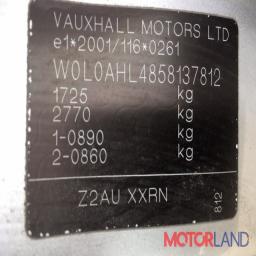 VAUXHALL MOTORS LTD
e1*2001/116*0261
W0L0AHL4858137812
1725 kg
2770 kg
1-0890 kg
2-0860 kg
Z2AU XXRN
812
MOTORLAND